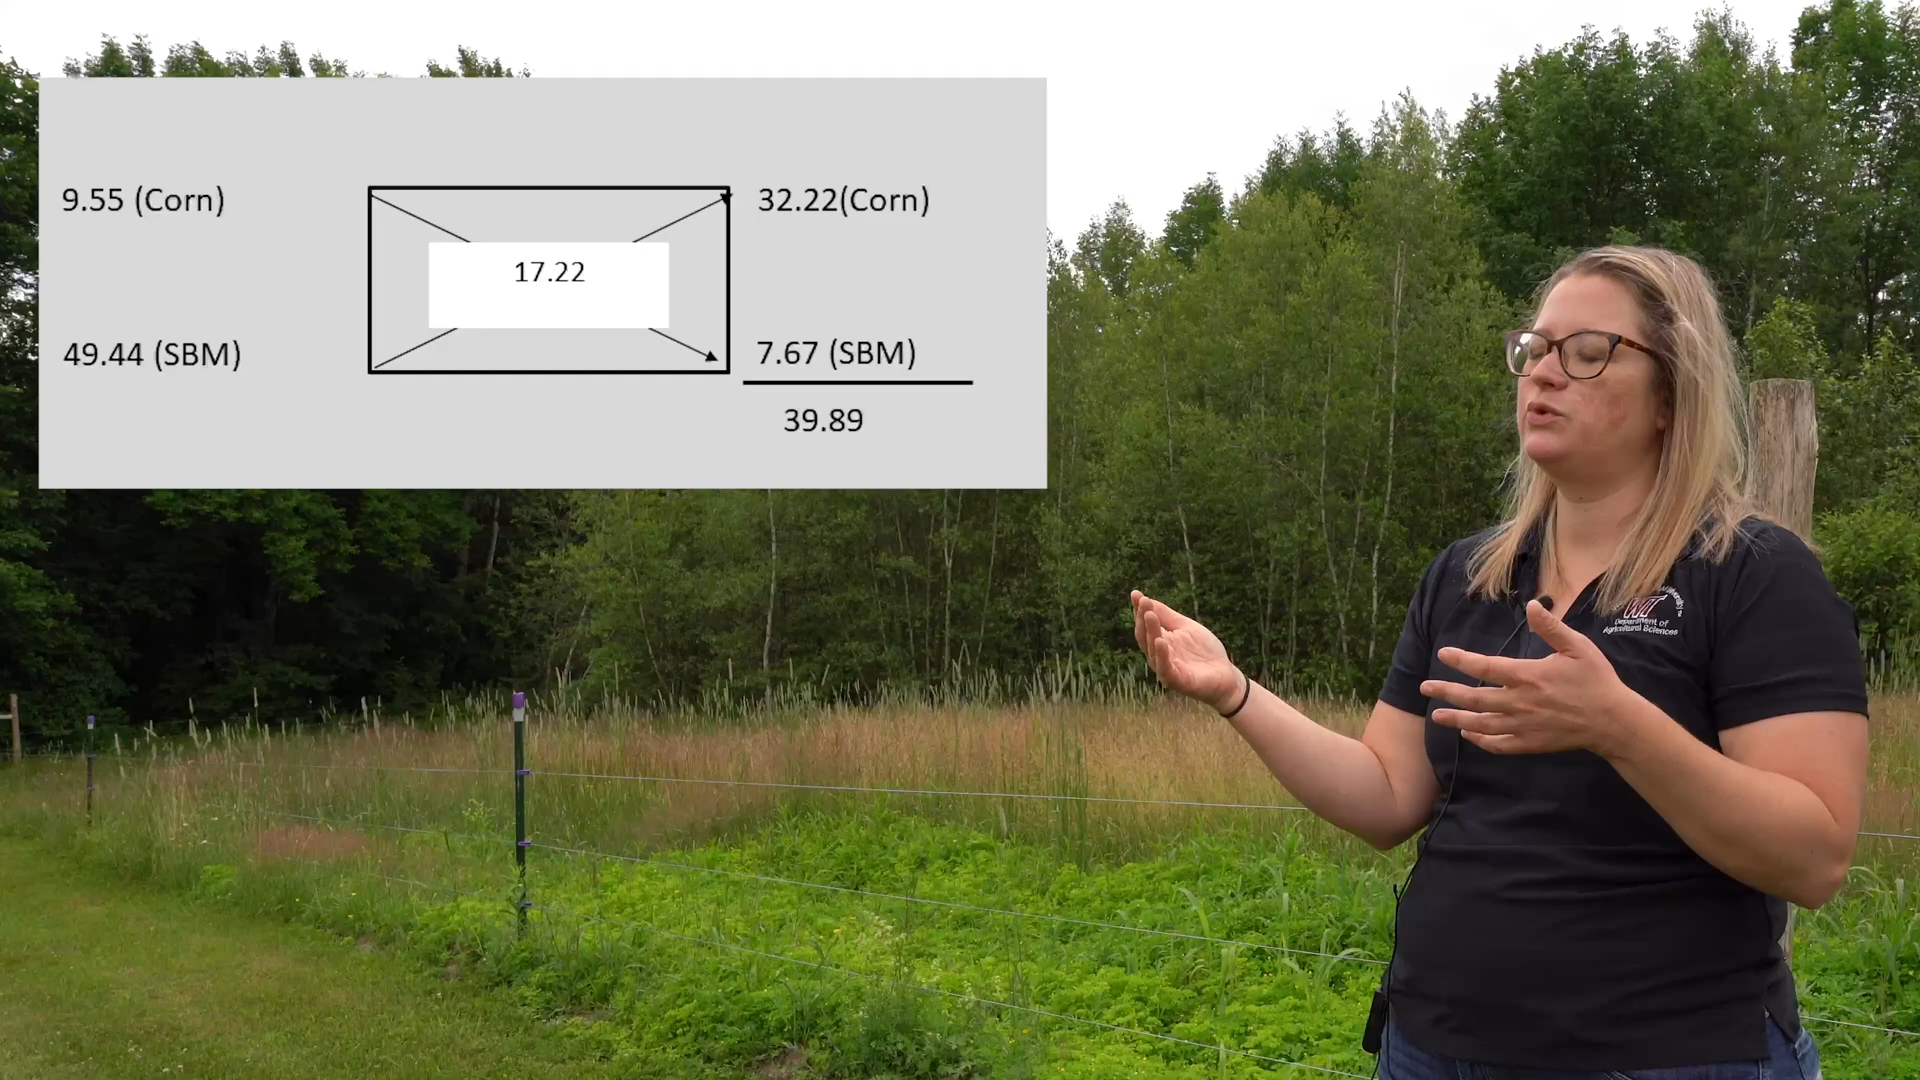 9.55 (Corn)
32.22(Corn)
17.22
49.44 (SBM)
7.67 (SBM)
39.89
WT
Department of
Agricultural Sciences